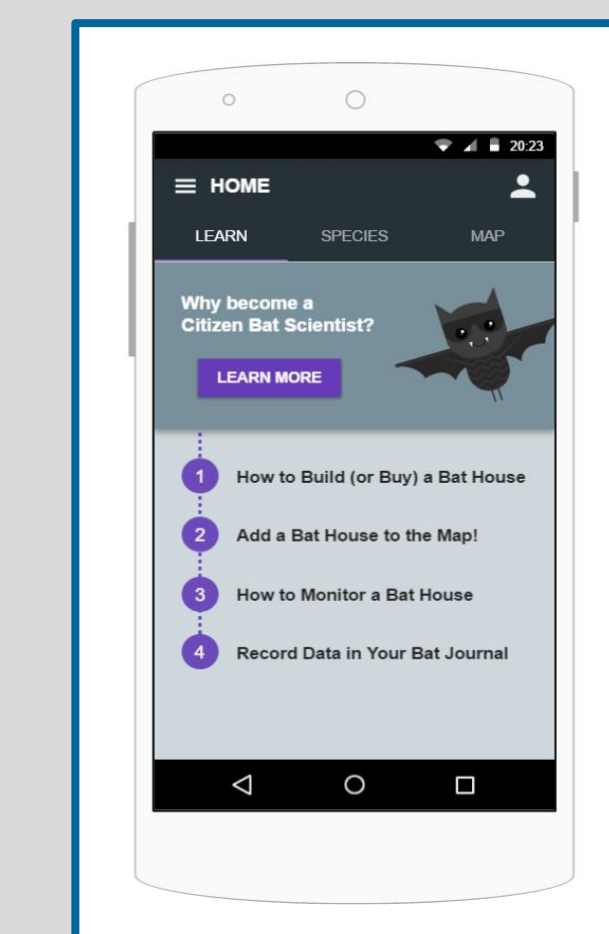 20:23
HOME
LEARN SPECIES MAP
Why become a
Citizen Bat Scientist?
LEARN MORE
1 How to Build (or Buy) a Bat House
2 Add a Bat House to the Map!
3 How to Monitor a Bat House
4 Record Data in Your Bat Journal